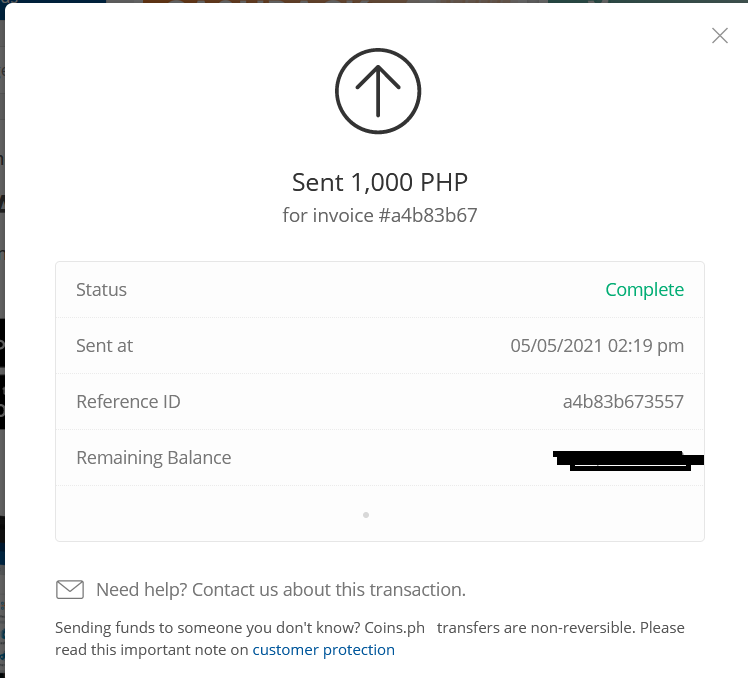 Sent 1,000 PHP
for invoice #a4b83b67
Status Complete
Sent at 05/05/2021 02:19 pm
Reference ID a4b83b673557
Remaining Balance
Need help? Contact us about this transaction.
Sending funds to someone you don't know? Coins.ph transfers are non-reversible. Please
read this important note on customer protection